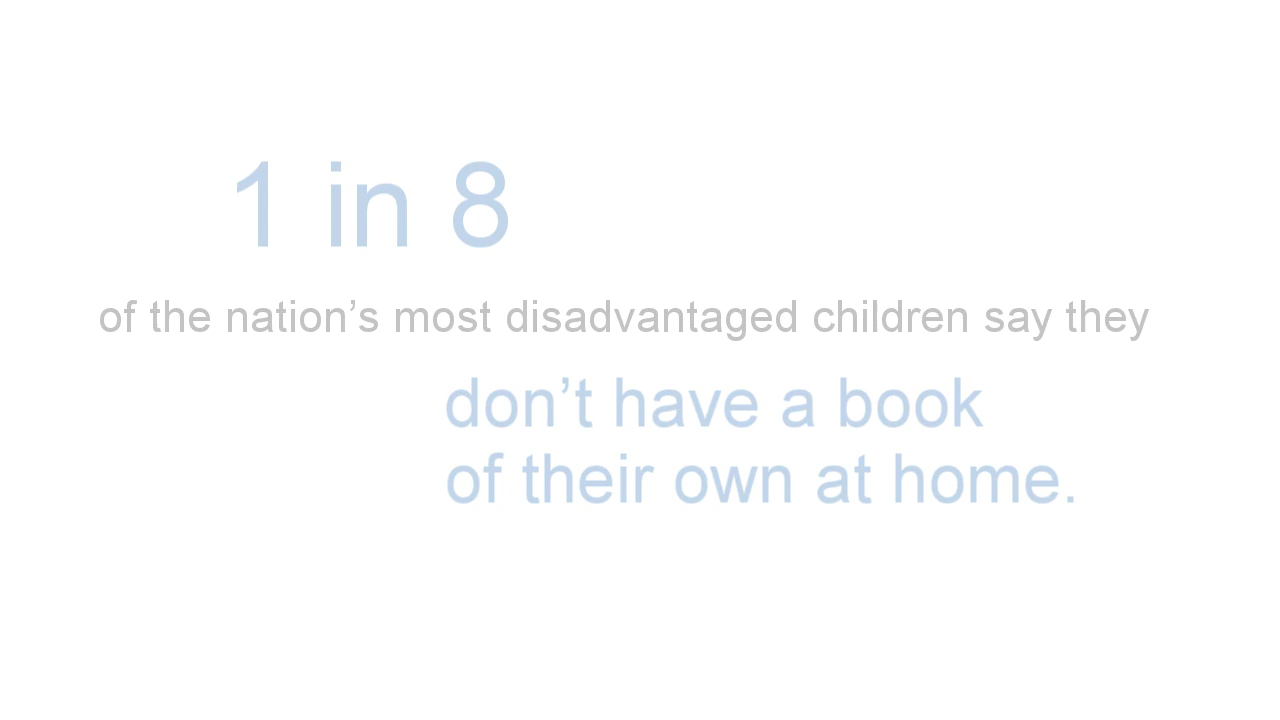 1 in 8
of the nation’s most disadvantaged children say they
don’t have a book
of their own at home.